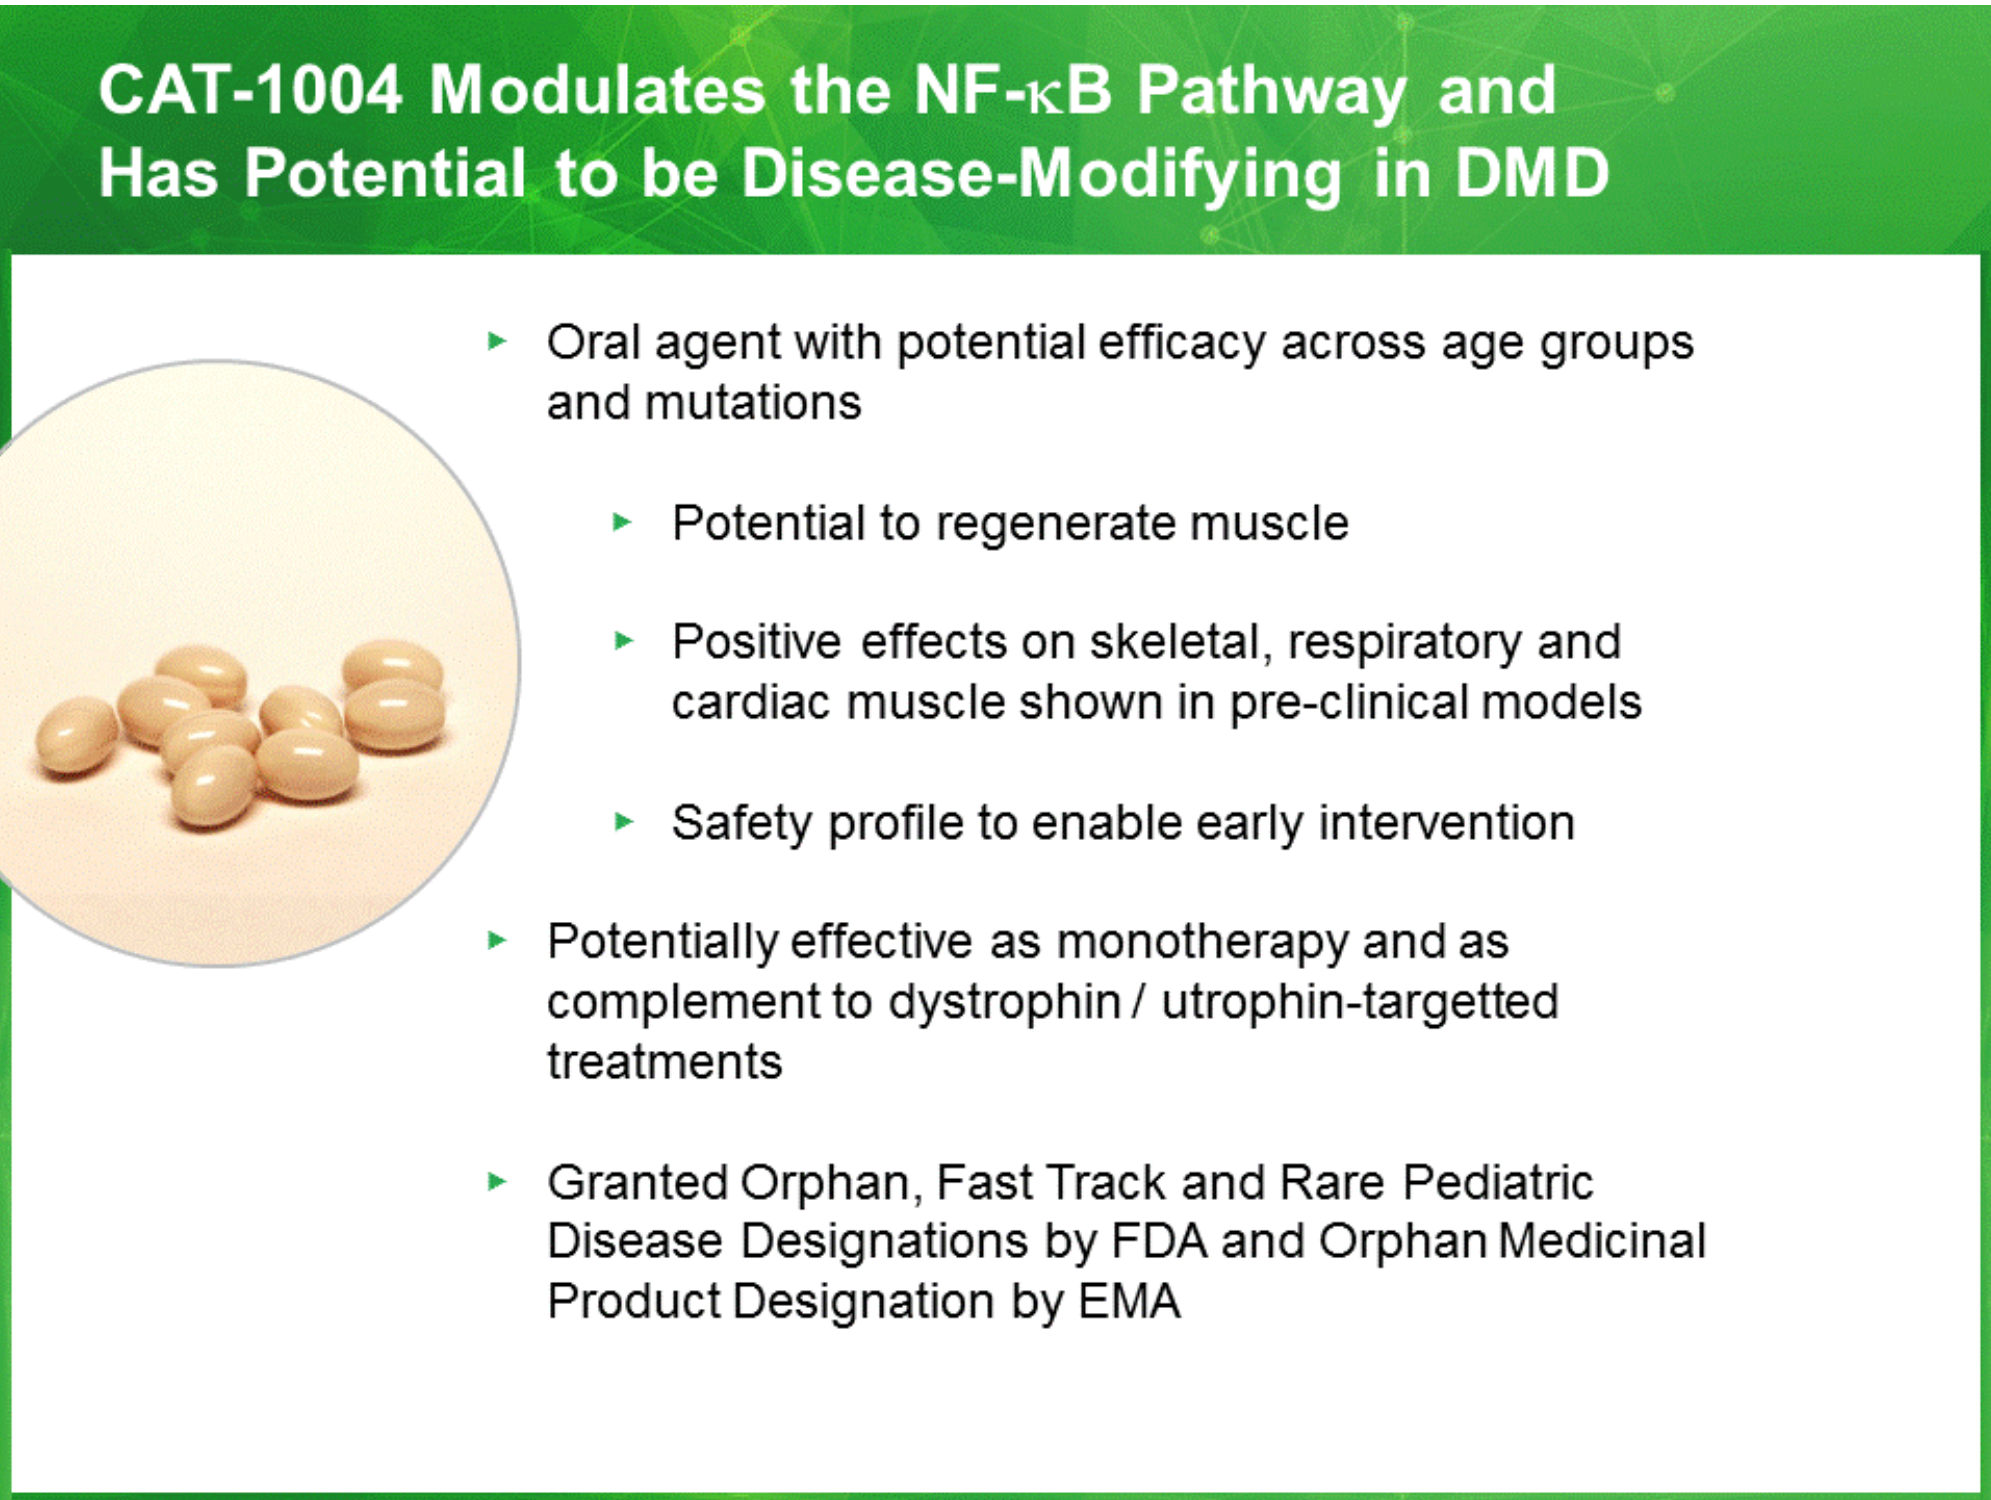 CAT-1004 Modulates the NF-κB Pathway and
Has Potential to be Disease-Modifying in DMD
Oral agent with potential efficacy across age groups
and mutations
Potential to regenerate muscle
Positive effects on skeletal, respiratory and
cardiac muscle shown in pre-clinical models
Safety profile to enable early intervention
Potentially effective as monotherapy and as
complement to dystrophin / utrophin-targetted
treatments
Granted Orphan, Fast Track and Rare Pediatric
Disease Designations by FDA and Orphan Medicinal
Product Designation by EMA